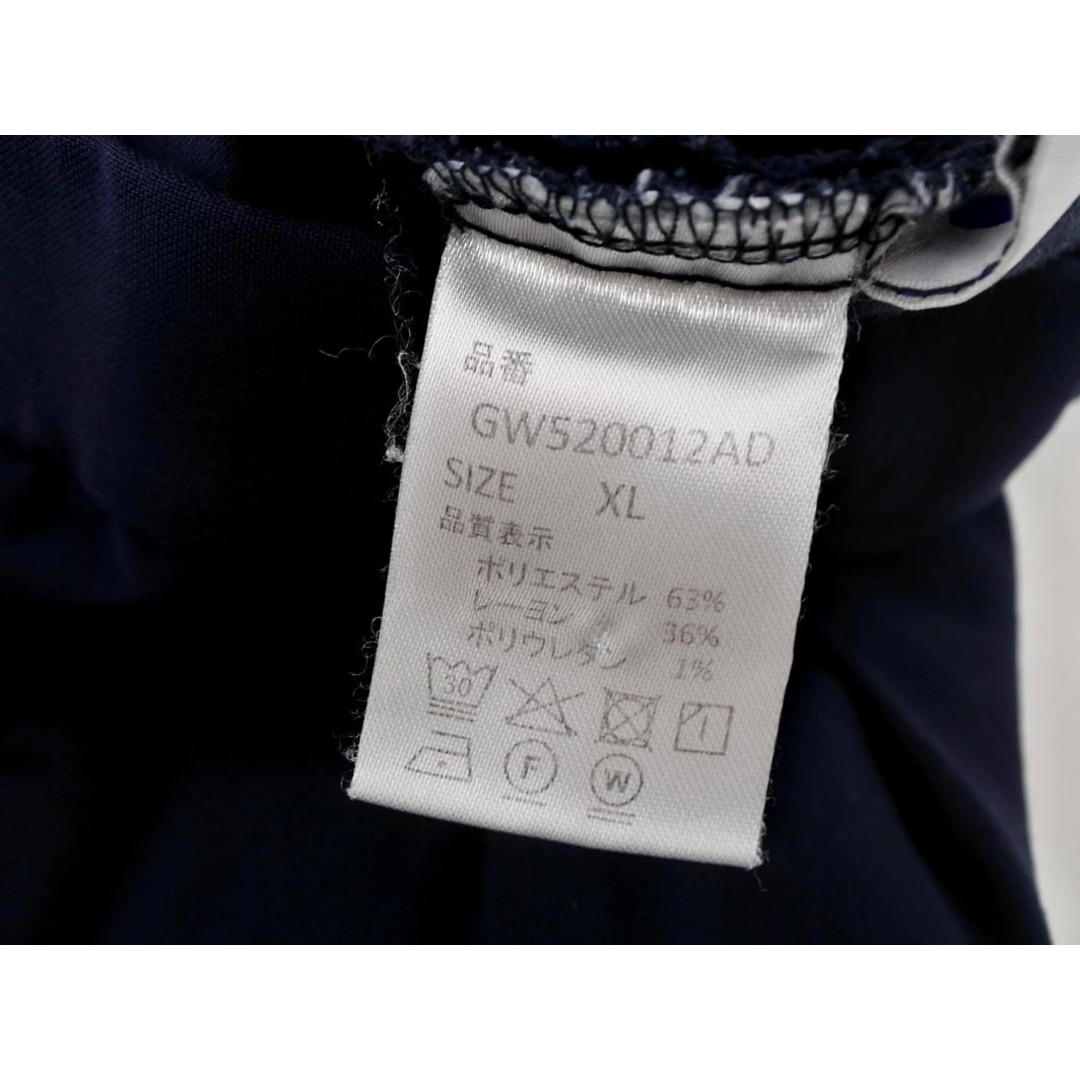 品番
GW520012AD
SIZE XL
品質表示
ポリエステル 63%
レーヨン 36%
ポリウレタン 1%
30
F W